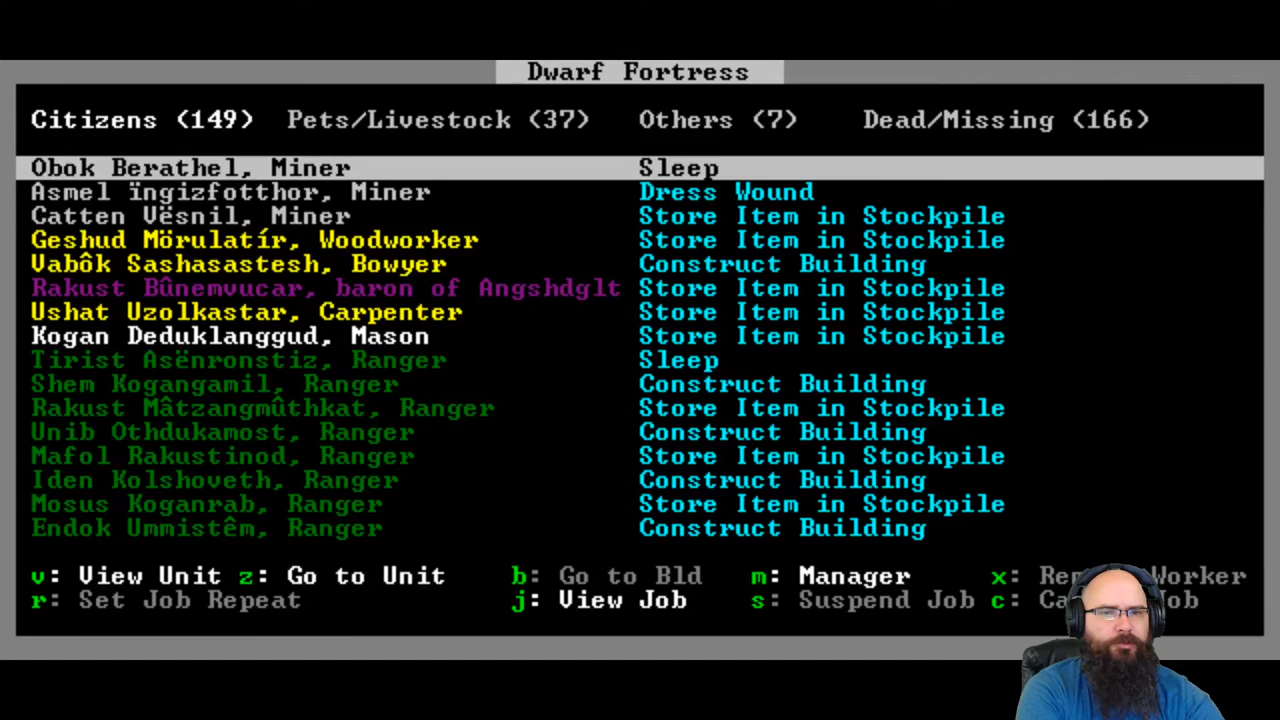 Dwarf Fortress
Citizens (149) Pets/Livestock (37) Others (7) Dead/Missing (166)
Obok Berathel, Miner Sleep
Asmel ïngizfotthor, Miner Dress Wound
Catten Vësnil, Miner Store Item in Stockpile
Geshud Mörulatír, Woodworker Store Item in Stockpile
Vabôk Sashasastesh, Bowyer Construct Building
Rakust Bûnemvucar, baron of Angshdglt Store Item in Stockpile
Ushat Uzolkastar, Carpenter Store Item in Stockpile
Kogan Deduklanggud, Mason Store Item in Stockpile
Tirist Asënronstiz, Ranger Sleep
Shem Kogangamil, Ranger Construct Building
Rakust Mâtzangmûthkat, Ranger Store Item in Stockpile
Unib Othdukamost, Ranger Construct Building
Mafol Rakustinod, Ranger Store Item in Stockpile
Iden Kolshoveth, Ranger Construct Building
Mosus Koganrab, Ranger Store Item in Stockpile
Endok Ummistêm, Ranger Construct Building
v: View Unit z: Go to Unit b: Go to Bld m: Manager x: Worker
r: Set Job Repeat j: View Job s: Suspend Job c: Job